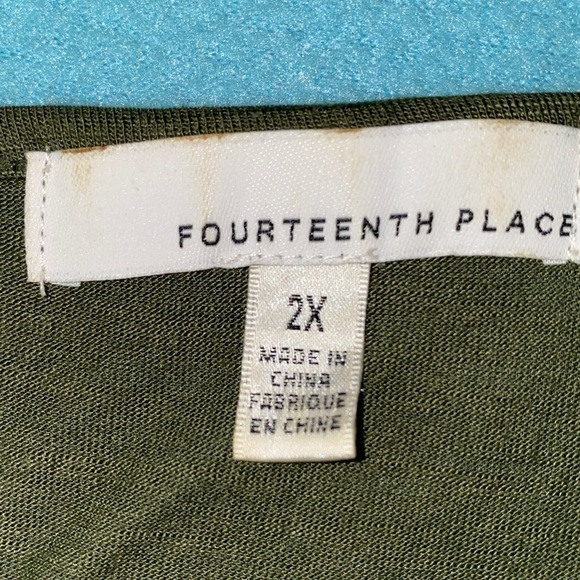 FOURTEENTH PLACE
2X
MADE IN
CHINA
FABRIQUE
EN CHINE